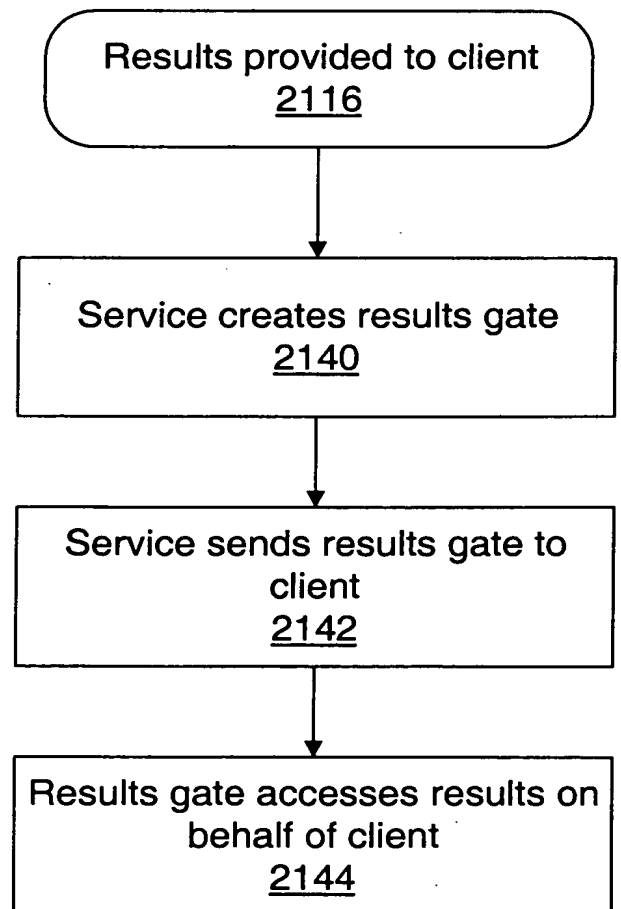 Results provided to client
2116
Service creates results gate
2140
Service sends results gate to
client
2142
Results gate accesses results on
behalf of client
2144